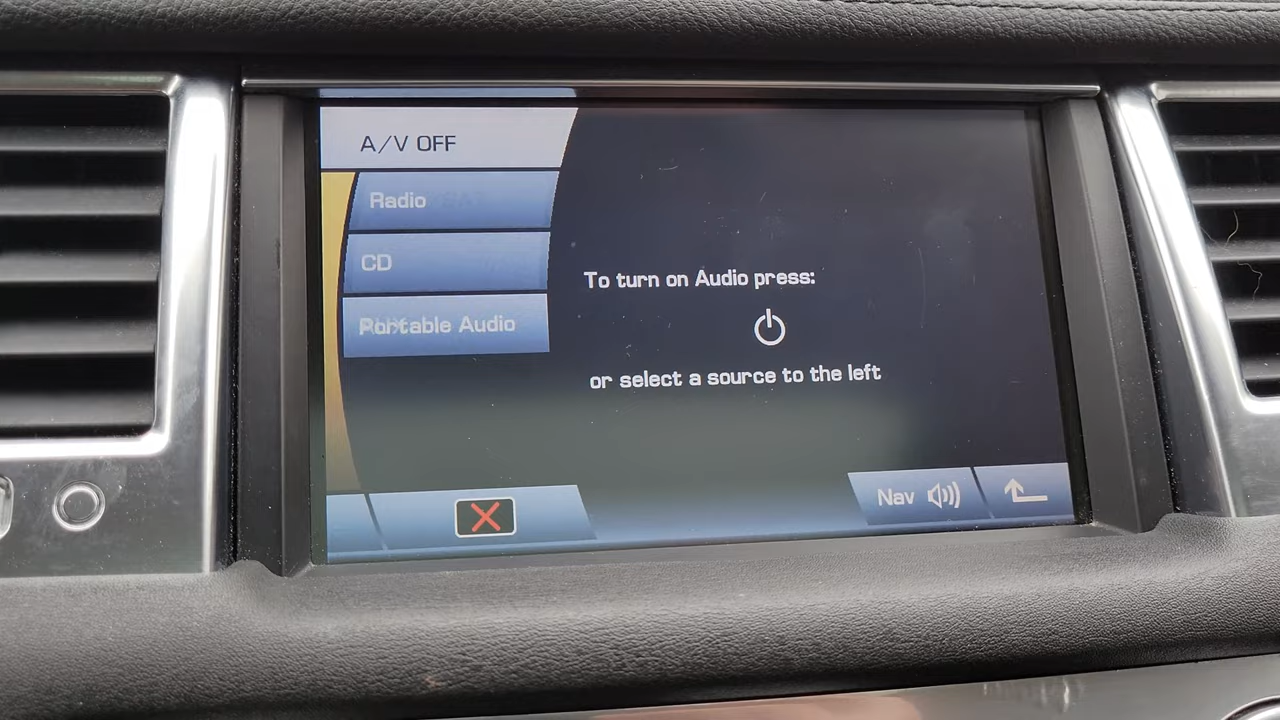 A/V OFF
Radio
CD
Portable Audio
To turn on Audio press:
or select a source to the left
Nav